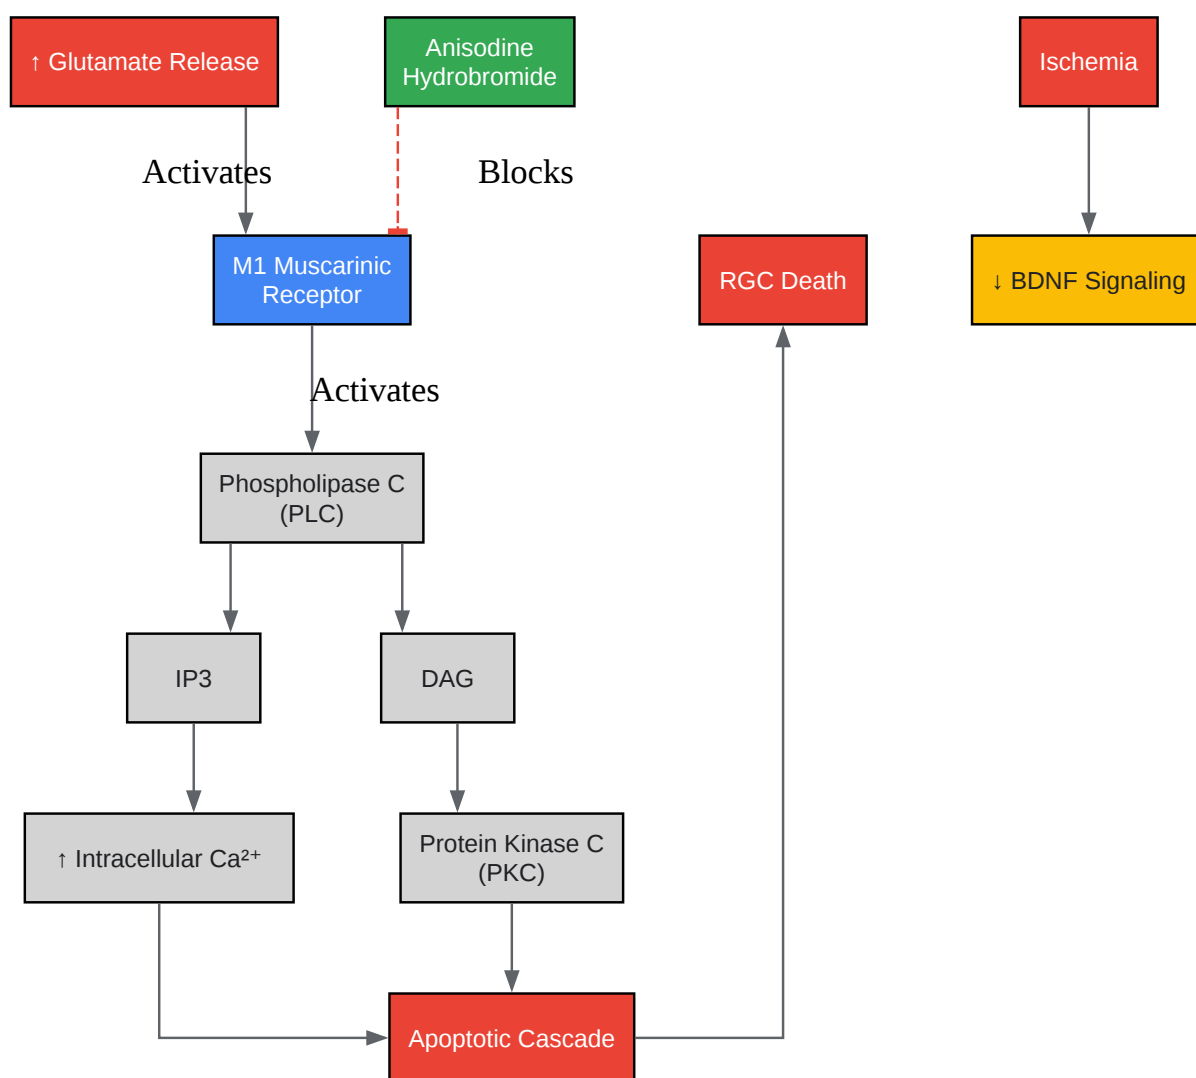 ↑ Glutamate Release
Anisodine
Hydrobromide
Ischemia
Activates
Blocks
M1 Muscarinic
Receptor
RGC Death
↓ BDNF Signaling
Activates
Phospholipase C
(PLC)
IP3
DAG
↑ Intracellular Ca²⁺
Protein Kinase C
(PKC)
Apoptotic Cascade